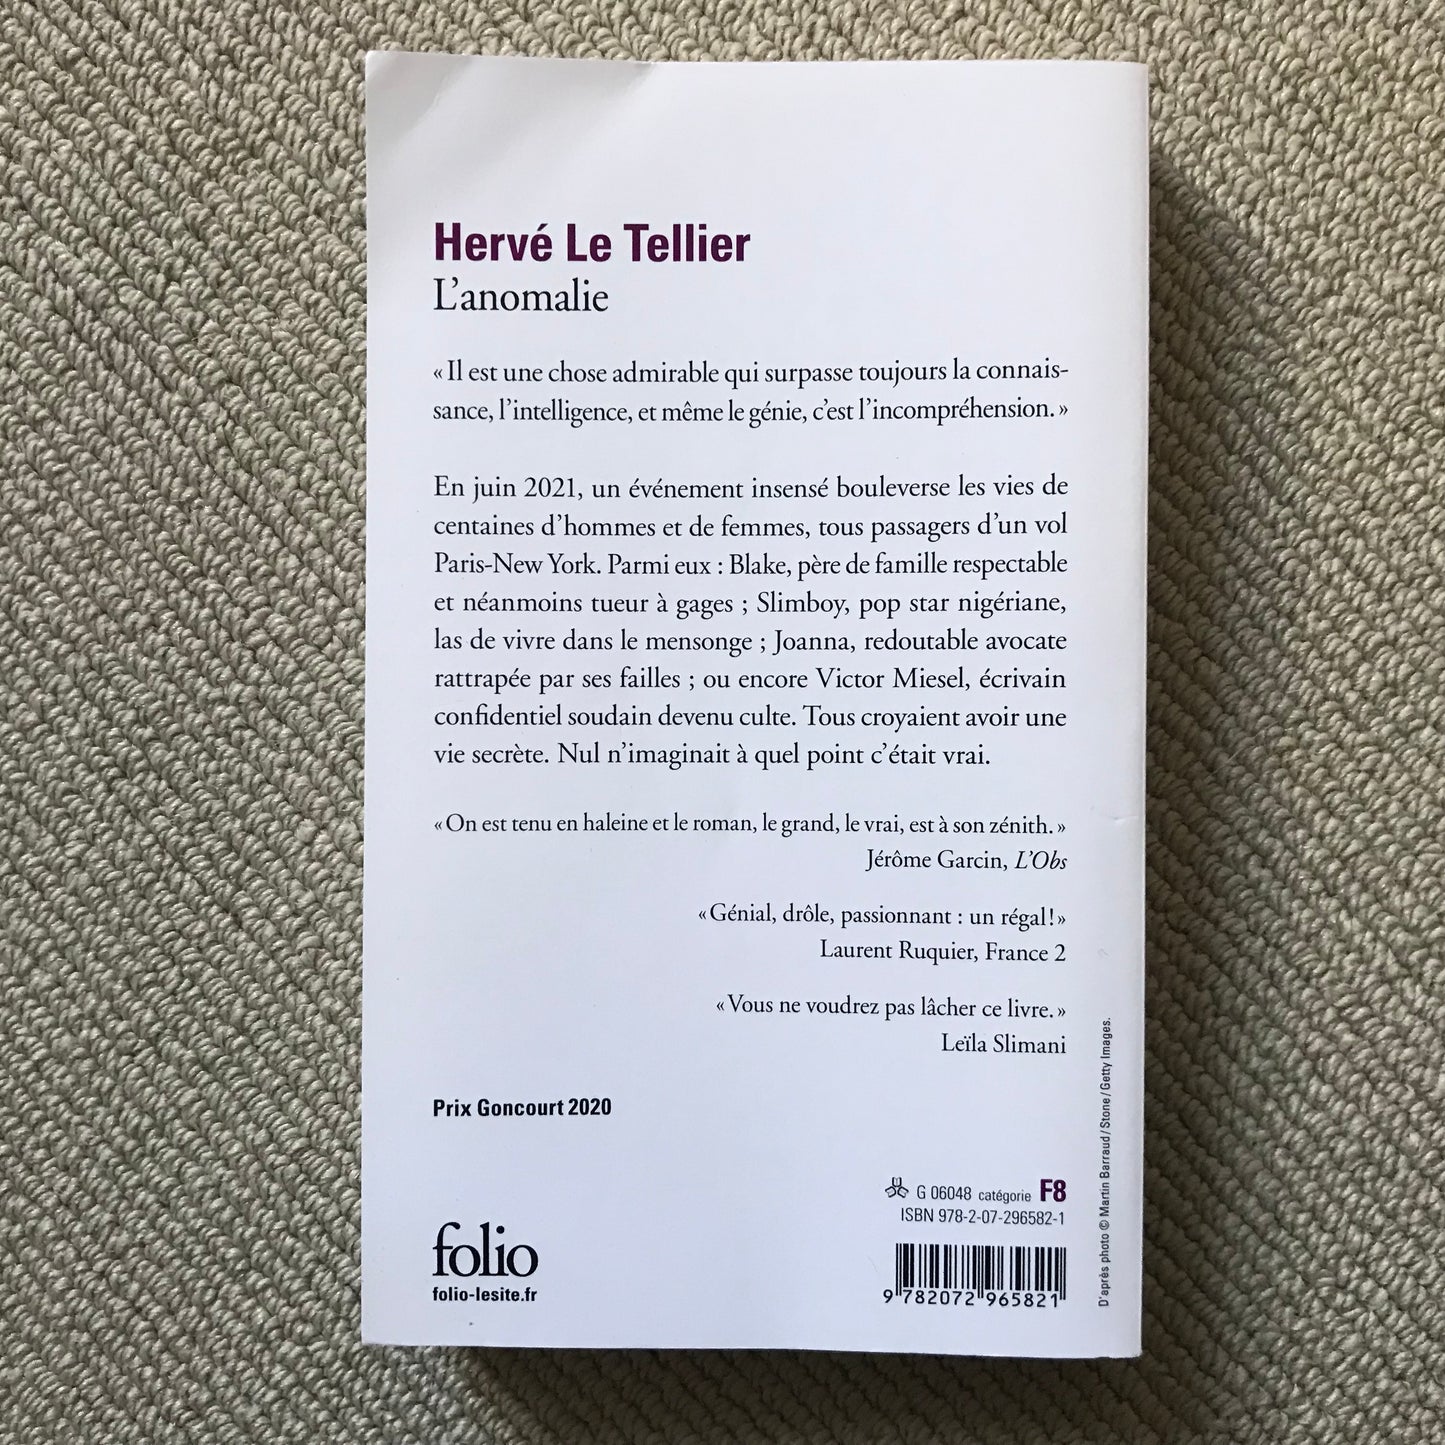 Hervé Le Tellier
L'anomalie
« Il est une chose admirable qui surpasse toujours la connais-
sance, l'intelligence, et même le génie, c'est l'incompréhension. »
En juin 2021, un événement insensé bouleverse les vies de
centaines d'hommes et de femmes, tous passagers d'un vol
Paris-New York. Parmi eux : Blake, père de famille respectable
et néanmoins tueur à gages ; Slimboy, pop star nigériane,
las de vivre dans le mensonge ; Joanna, redoutable avocate
rattrapée par ses failles ; ou encore Victor Miesel, écrivain
confidentiel soudain devenu culte. Tous croyaient avoir une
vie secrète. Nul n'imaginait à quel point c'était vrai.
« On est tenu en haleine et le roman, le grand, le vrai, est à son zénith. »
Jérôme Garcin, L'Obs
« Génial, drôle, passionnant : un régal ! »
Laurent Ruquier, France 2
« Vous ne voudrez pas lâcher ce livre. »
Leïla Slimani
Prix Goncourt 2020
G 06048 catégorie F8
ISBN 978-2-07-296582-1
folio
folio-lesite.fr
9 782072 965821
D'après photo © Martin Barraud / Stone / Getty Images.